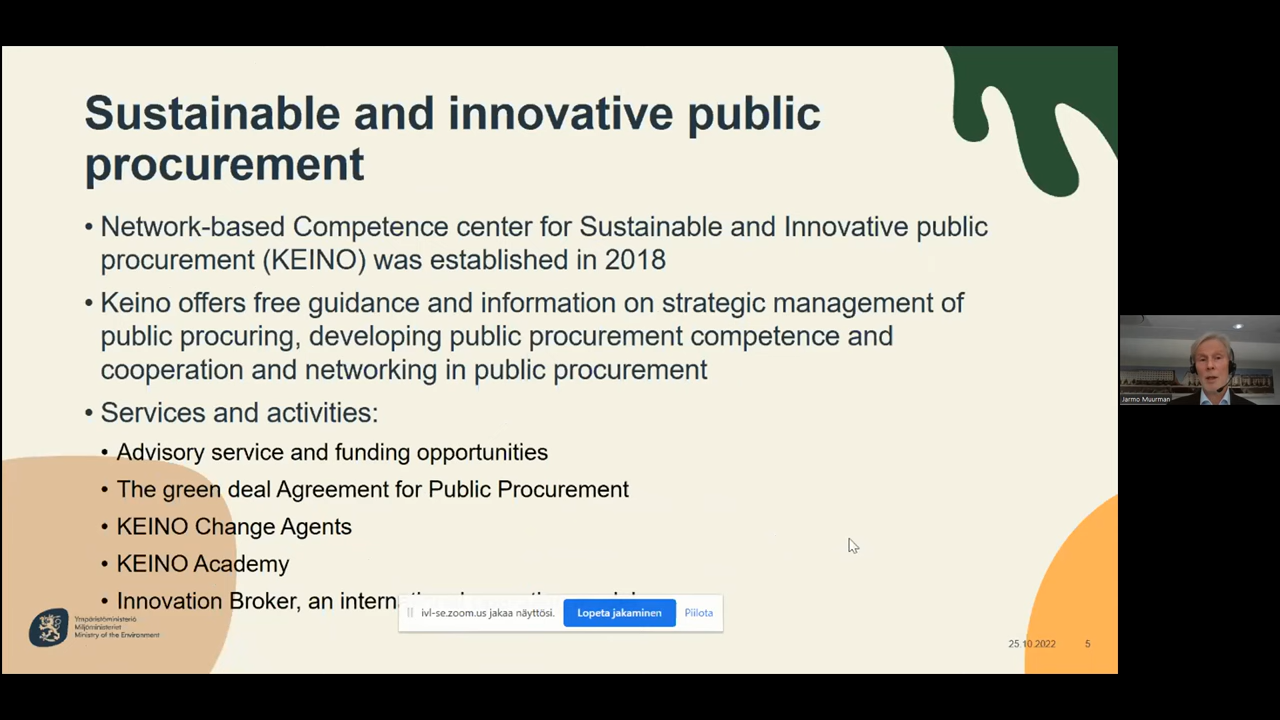 Sustainable and innovative public
procurement
• Network-based Competence center for Sustainable and Innovative public
procurement (KEINO) was established in 2018
• Keino offers free guidance and information on strategic management of
public procuring, developing public procurement competence and
cooperation and networking in public procurement
• Services and activities:
• Advisory service and funding opportunities
• The green deal Agreement for Public Procurement
• KEINO Change Agents
• KEINO Academy
• Innovation Broker, an
ivl-se.zoom.us jakaa näyttösi. Lopeta jakaminen Piilota
Ympäristöministeriö
Miljöministeriet
Ministry of the Environment
25.10.2022 5
Jarmo Muurman